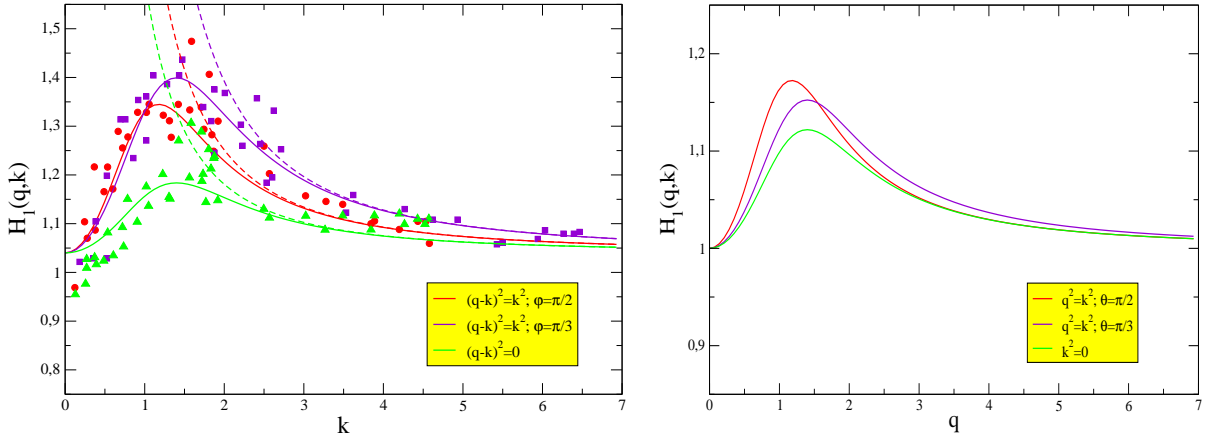 1,5
1,4
1,3
1,2
1,1
1
0,9
0,8
H₁(q,k)
0 1 2 3 4 5 6 7
k
(q-k)²=k²; φ=π/2
(q-k)²=k²; φ=π/3
(q-k)²=0
1,2
1,1
1
0,9
H₁(q,k)
0 1 2 3 4 5 6 7
q
q²=k²; θ=π/2
q²=k²; θ=π/3
k²=0